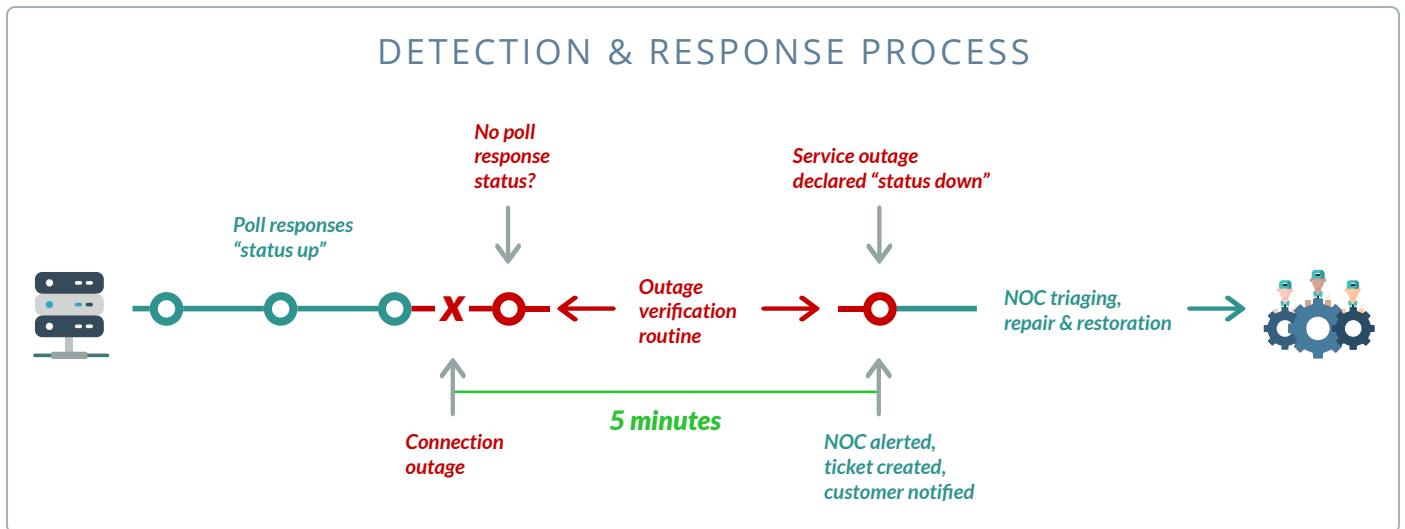 DETECTION & RESPONSE PROCESS
No poll
response
status?
Service outage
declared “status down”
Poll responses
“status up”
X
Outage
verification
routine
NOC triaging,
repair & restoration
5 minutes
Connection
outage
NOC alerted,
ticket created,
customer notified